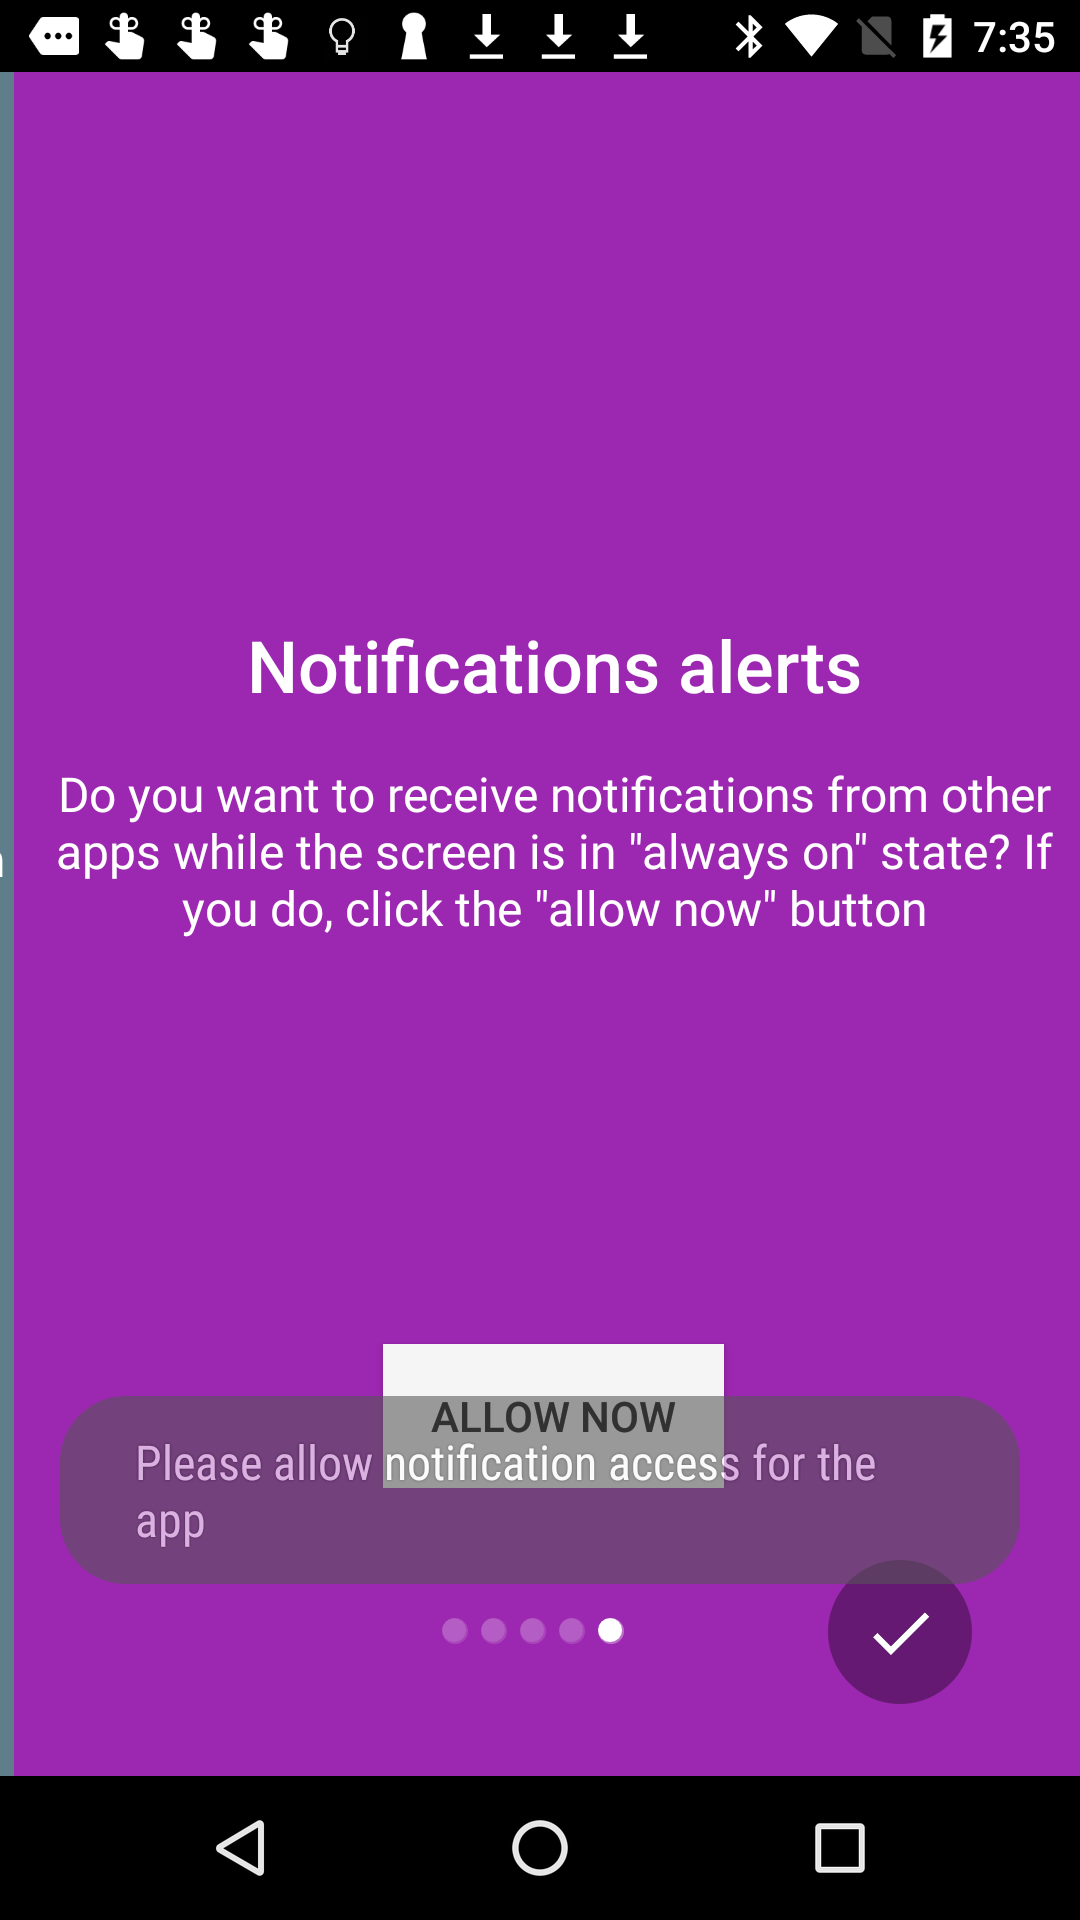 7:35
Notifications alerts
Do you want to receive notifications from other
apps while the screen is in "always on" state? If
you do, click the "allow now" button
ALLOW NOW
Please allow notification access for the
app